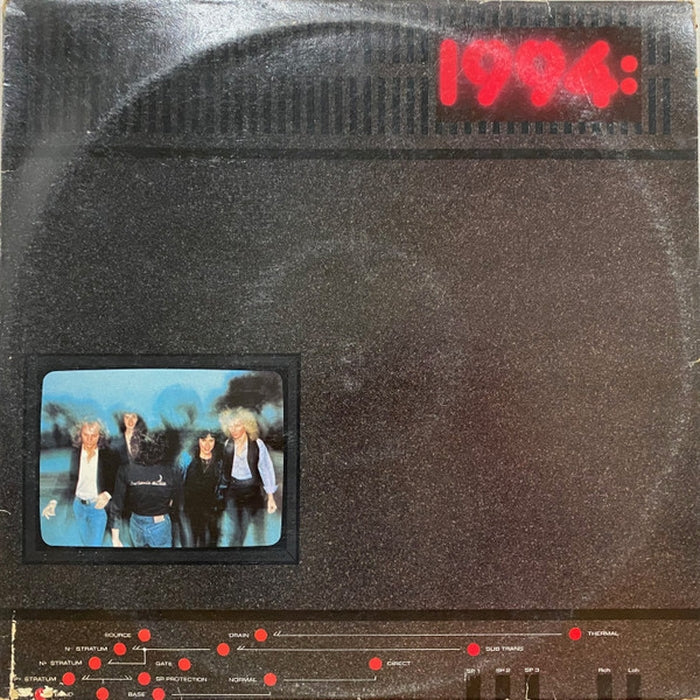 1994:
SOURCE DRAIN THERMAL
N- STRATUM SUB TRANS
N+ STRATUM GATE DIRECT
STRATUM SP. PROTECTION NORMAL SP 1 SP 2 SP 3 Rch Lch
BASE